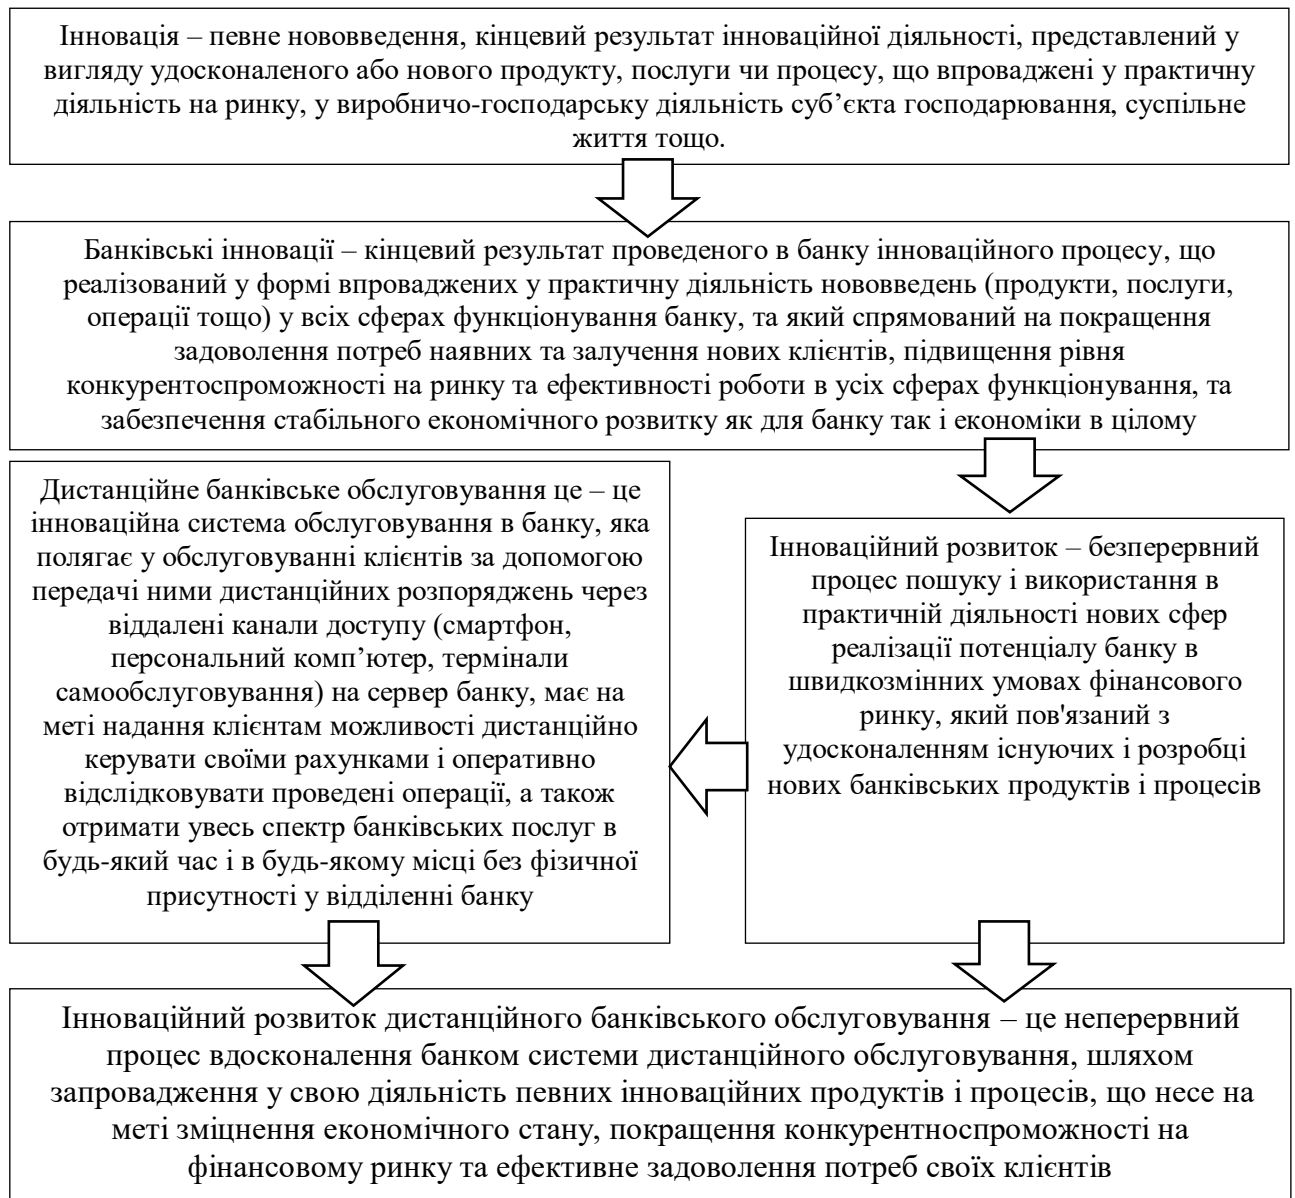 Інновація – певне нововведення, кінцевий результат інноваційної діяльності, представлений у
вигляду удосконаленого або нового продукту, послуги чи процесу, що впроваджені у практичну
діяльність на ринку, у виробничо-господарську діяльність суб’єкта господарювання, суспільне
життя тощо.
Банківські інновації – кінцевий результат проведеного в банку інноваційного процесу, що
реалізований у формі впроваджених у практичну діяльність нововведень (продукти, послуги,
операції тощо) у всіх сферах функціонування банку, та який спрямований на покращення
задоволення потреб наявних та залучення нових клієнтів, підвищення рівня
конкурентоспроможності на ринку та ефективності роботи в усіх сферах функціонування, та
забезпечення стабільного економічного розвитку як для банку так і економіки в цілому
Дистанційне банківське обслуговування це – це
інноваційна система обслуговування в банку, яка
полягає у обслуговуванні клієнтів за допомогою
передачі ними дистанційних розпоряджень через
віддалені канали доступу (смартфон,
персональний комп’ютер, термінали
самообслуговування) на сервер банку, має на
меті надання клієнтам можливості дистанційно
керувати своїми рахунками і оперативно
відслідковувати проведені операції, а також
отримати увесь спектр банківських послуг в
будь-який час і в будь-якому місці без фізичної
присутності у відділенні банку
Інноваційний розвиток – безперервний
процес пошуку і використання в
практичній діяльності нових сфер
реалізації потенціалу банку в
швидкозмінних умовах фінансового
ринку, який пов'язаний з
удосконаленням існуючих і розробці
нових банківських продуктів і процесів
Інноваційний розвиток дистанційного банківського обслуговування – це неперервний
процес вдосконалення банком системи дистанційного обслуговування, шляхом
запровадження у свою діяльність певних інноваційних продуктів і процесів, що несе на
меті зміцнення економічного стану, покращення конкурентноспроможності на
фінансовому ринку та ефективне задоволення потреб своїх клієнтів